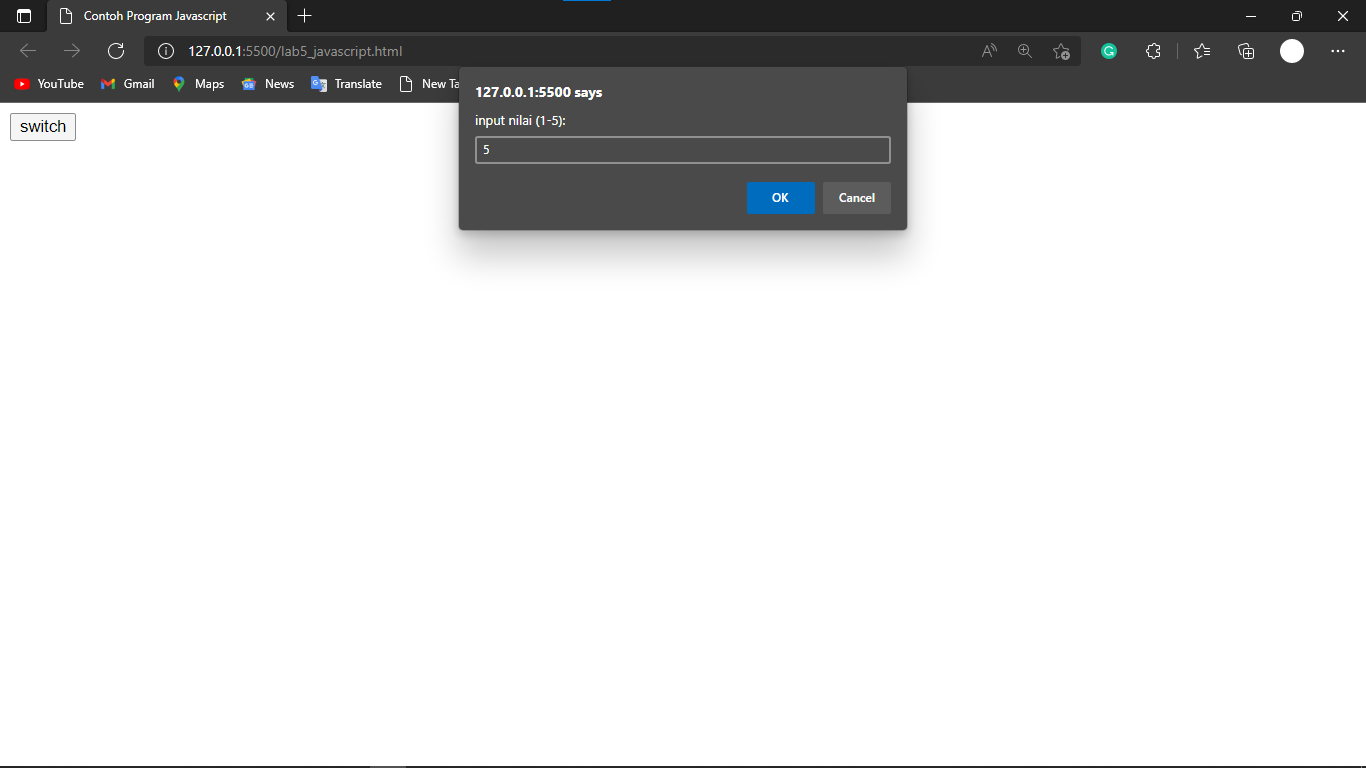 Contoh Program Javascript
127.0.0.1:5500/lab5_javascript.html
YouTube Gmail Maps News Translate New Ta
127.0.0.1:5500 says
input nilai (1-5):
5
OK Cancel
switch